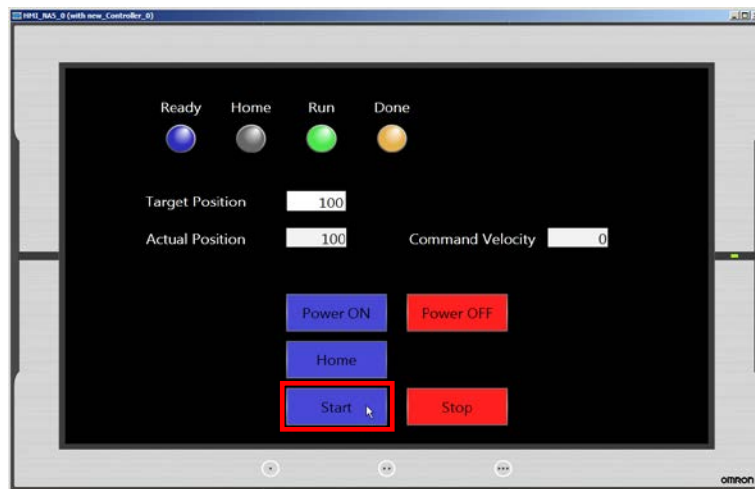 HMI_NA5_0 (with new_Controller_0)
Ready Home Run Done
Target Position 100
Actual Position 100 Command Velocity 0
Power ON Power OFF
Home
Start Stop
OMRON